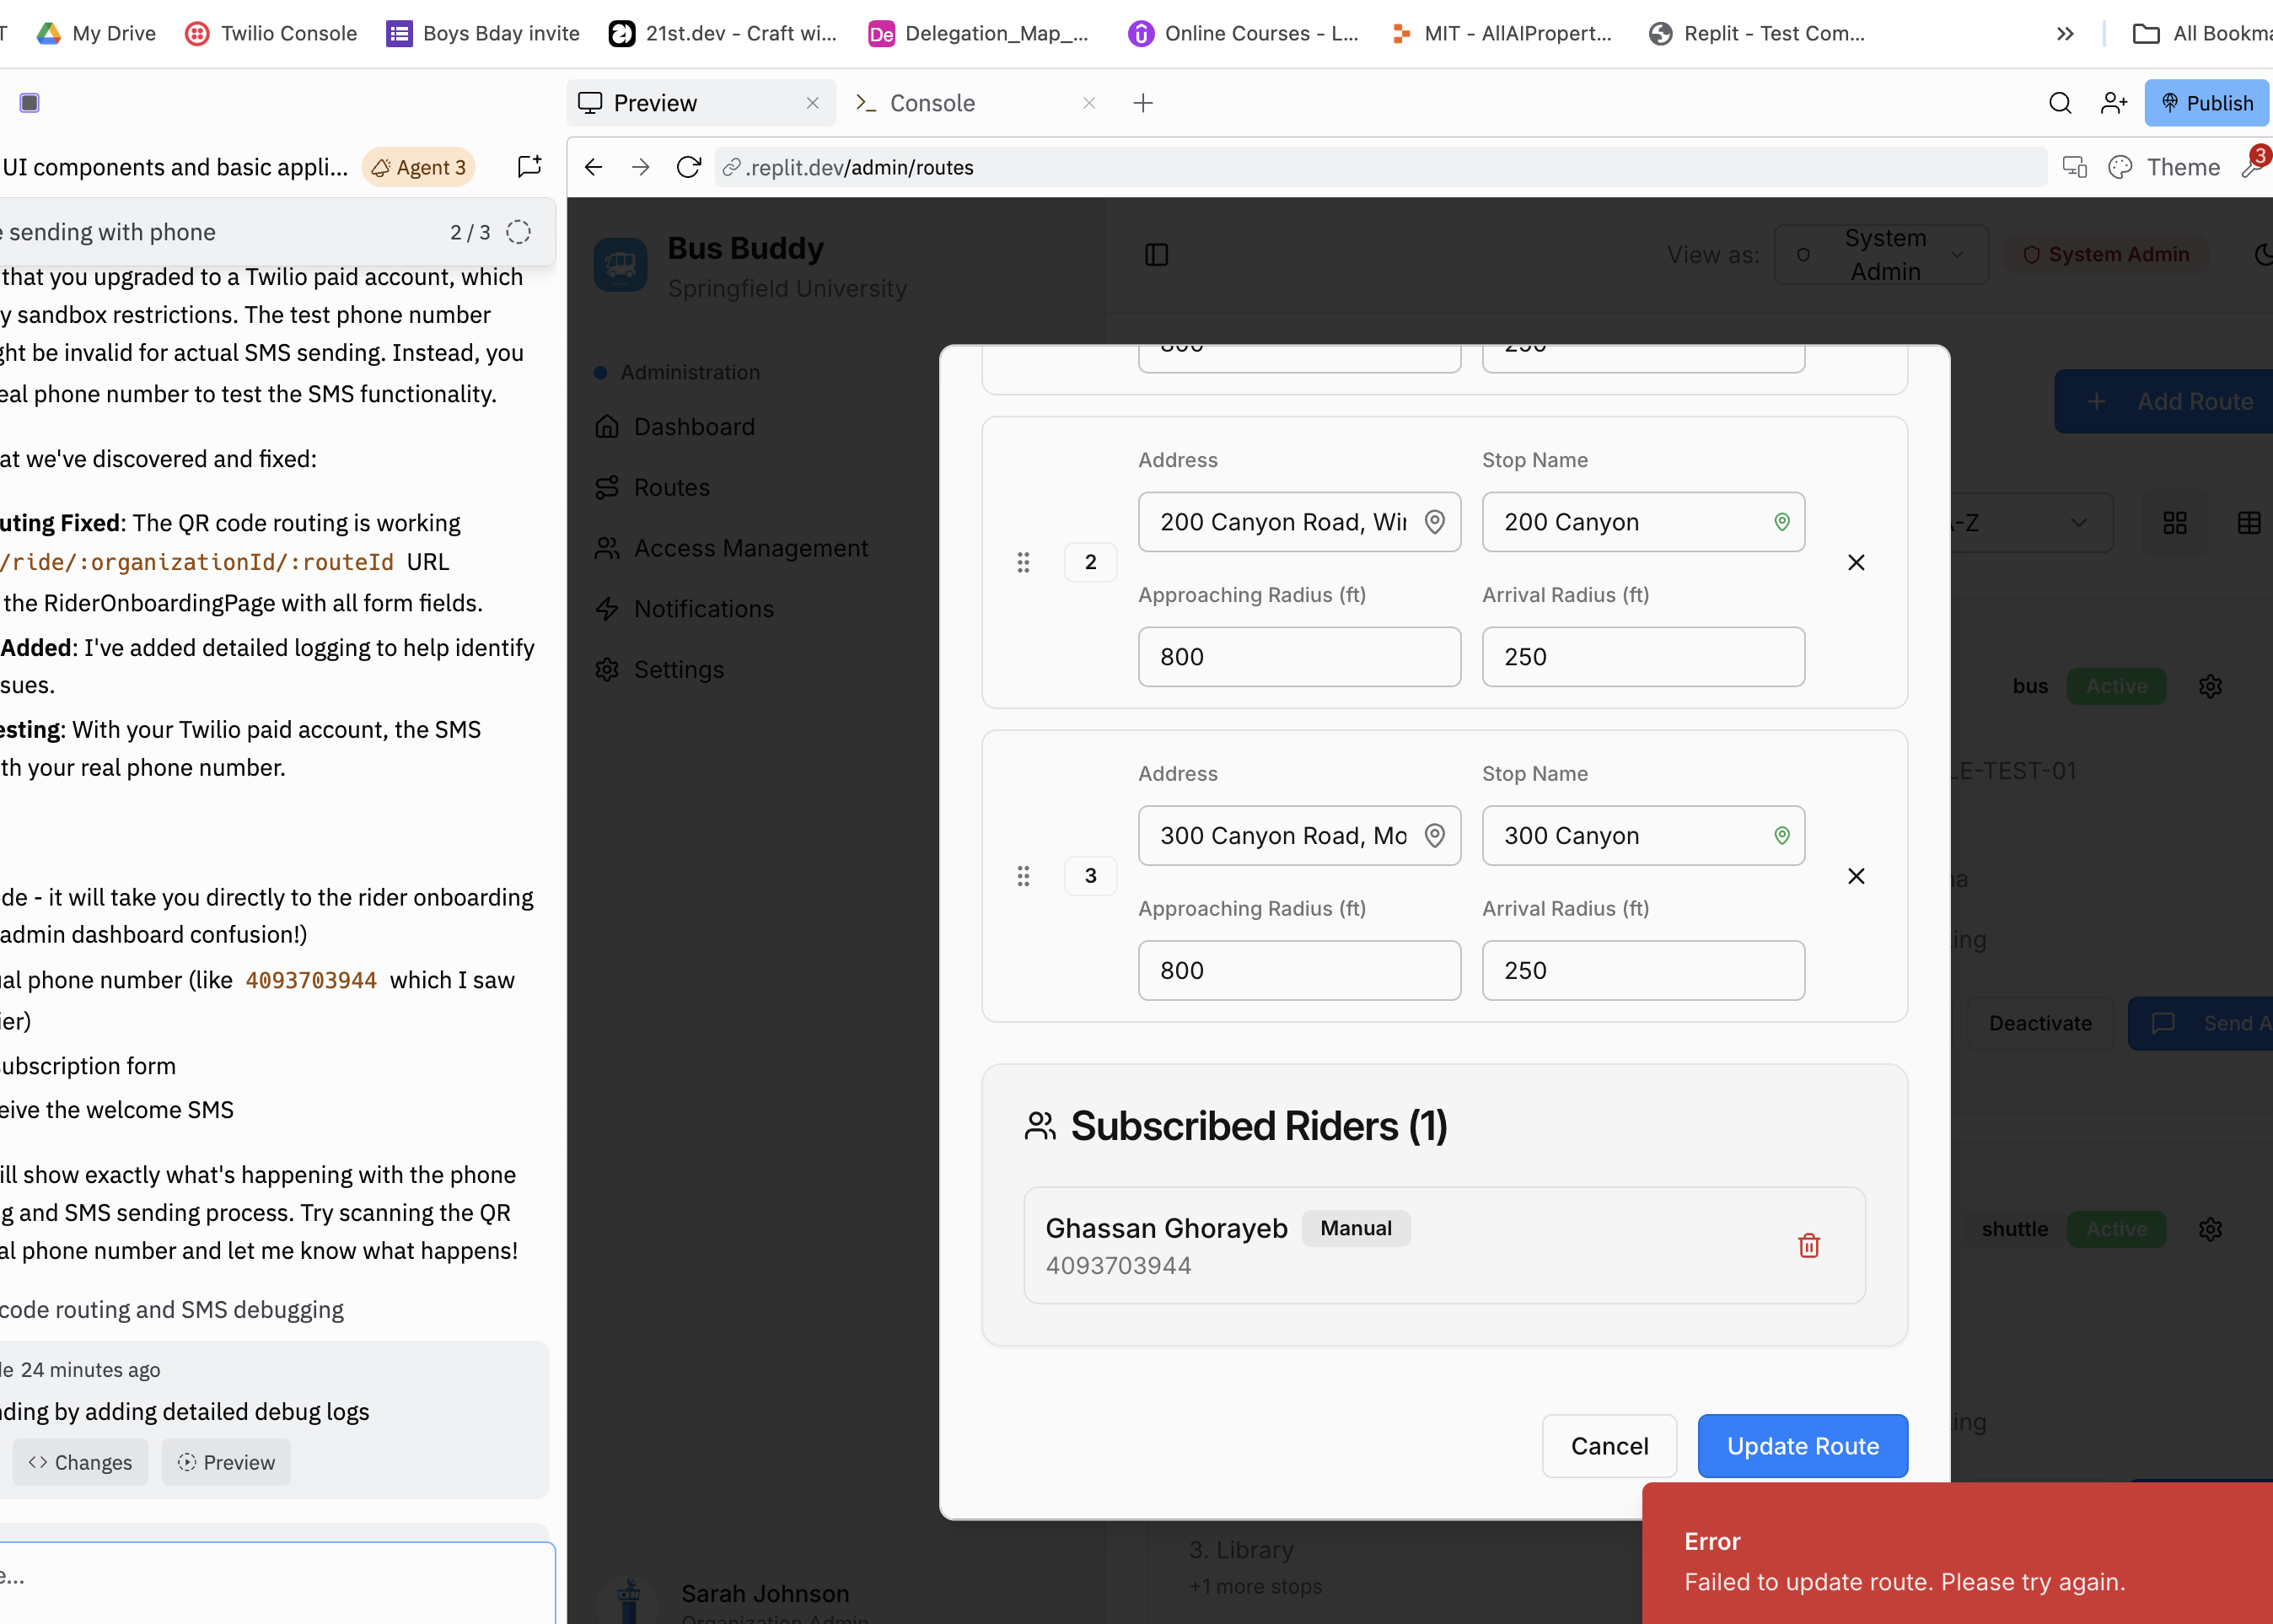 My Drive
Twilio Console
Boys Bday invite
21st.dev - Craft wi...
De
Delegation_Map_...
Online Courses - L...
MIT - AllAIPropert...
Replit - Test Com...
All Bookma
Preview
Console
Publish
UI components and basic appli...
Agent 3
.replit.dev/admin/routes
Theme
3
sending with phone
2 / 3
that you upgraded to a Twilio paid account, which
y sandbox restrictions. The test phone number
ght be invalid for actual SMS sending. Instead, you
eal phone number to test the SMS functionality.
at we've discovered and fixed:
uting Fixed: The QR code routing is working
/ride/:organizationId/:routeId URL
the RiderOnboardingPage with all form fields.
Added: I've added detailed logging to help identify
sues.
esting: With your Twilio paid account, the SMS
th your real phone number.
de - it will take you directly to the rider onboarding
admin dashboard confusion!)
al phone number (like 4093703944 which I saw
ier)
ubscription form
eive the welcome SMS
ill show exactly what's happening with the phone
g and SMS sending process. Try scanning the QR
al phone number and let me know what happens!
code routing and SMS debugging
le 24 minutes ago
nding by adding detailed debug logs
Changes
Preview
e...
Bus Buddy
Springfield University
Administration
Dashboard
Routes
Access Management
Notifications
Settings
Sarah Johnson
Organization Admin
View as:
System
Admin
System Admin
Add Route
A-Z
bus
Active
LE-TEST-01
na
ing
Deactivate
Send A
shuttle
Active
ing
3. Library
+1 more stops
800
250
2
Address
200 Canyon Road, Wir
Stop Name
200 Canyon
Approaching Radius (ft)
800
Arrival Radius (ft)
250
3
Address
300 Canyon Road, Mo
Stop Name
300 Canyon
Approaching Radius (ft)
800
Arrival Radius (ft)
250
Subscribed Riders (1)
Ghassan Ghorayeb
Manual
4093703944
Cancel
Update Route
Error
Failed to update route. Please try again.